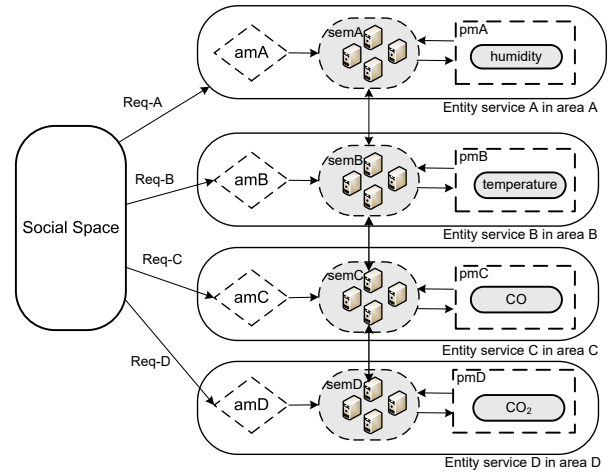 semA
pmA
amA
humidity
Req-A
Entity service A in area A
semB
pmB
Req-B
amB
temperature
Social Space
Entity service B in area B
Req-C
semC
pmC
amC
CO
Entity service C in area C
Req-D
semD
pmD
amD
CO₂
Entity service D in area D